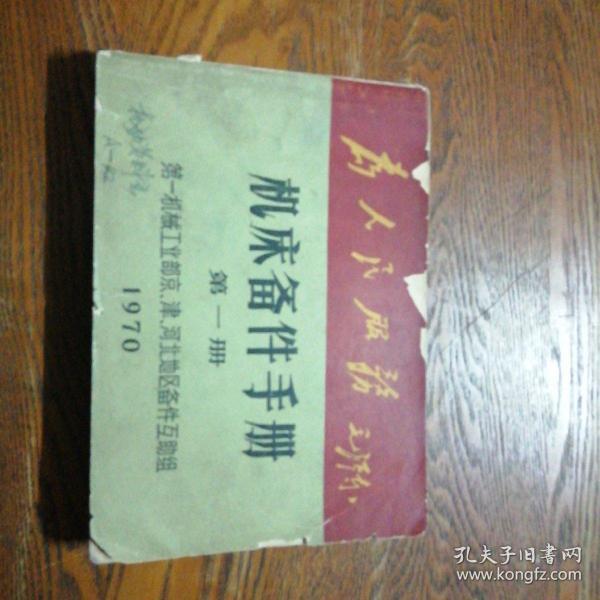 为人民服务
毛泽东
机床备件手册
第一册
第一机械工业部京、津、河北地区备件互助组
1970
孔夫子旧書网
www.kongfz.com